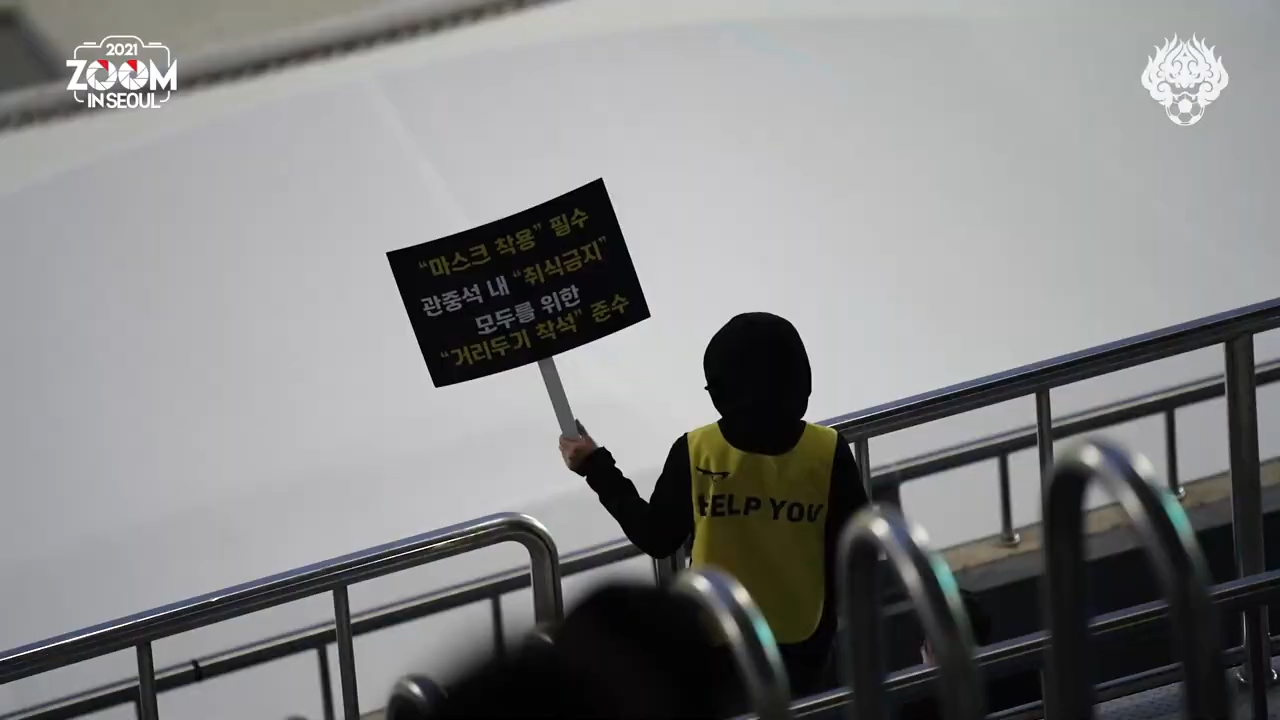 2021
ZOOM
IN SEOUL
“마스크 착용” 필수
관중석 내 “취식금지”
모두를 위한
“거리두기 착석” 준수
HELP YOU